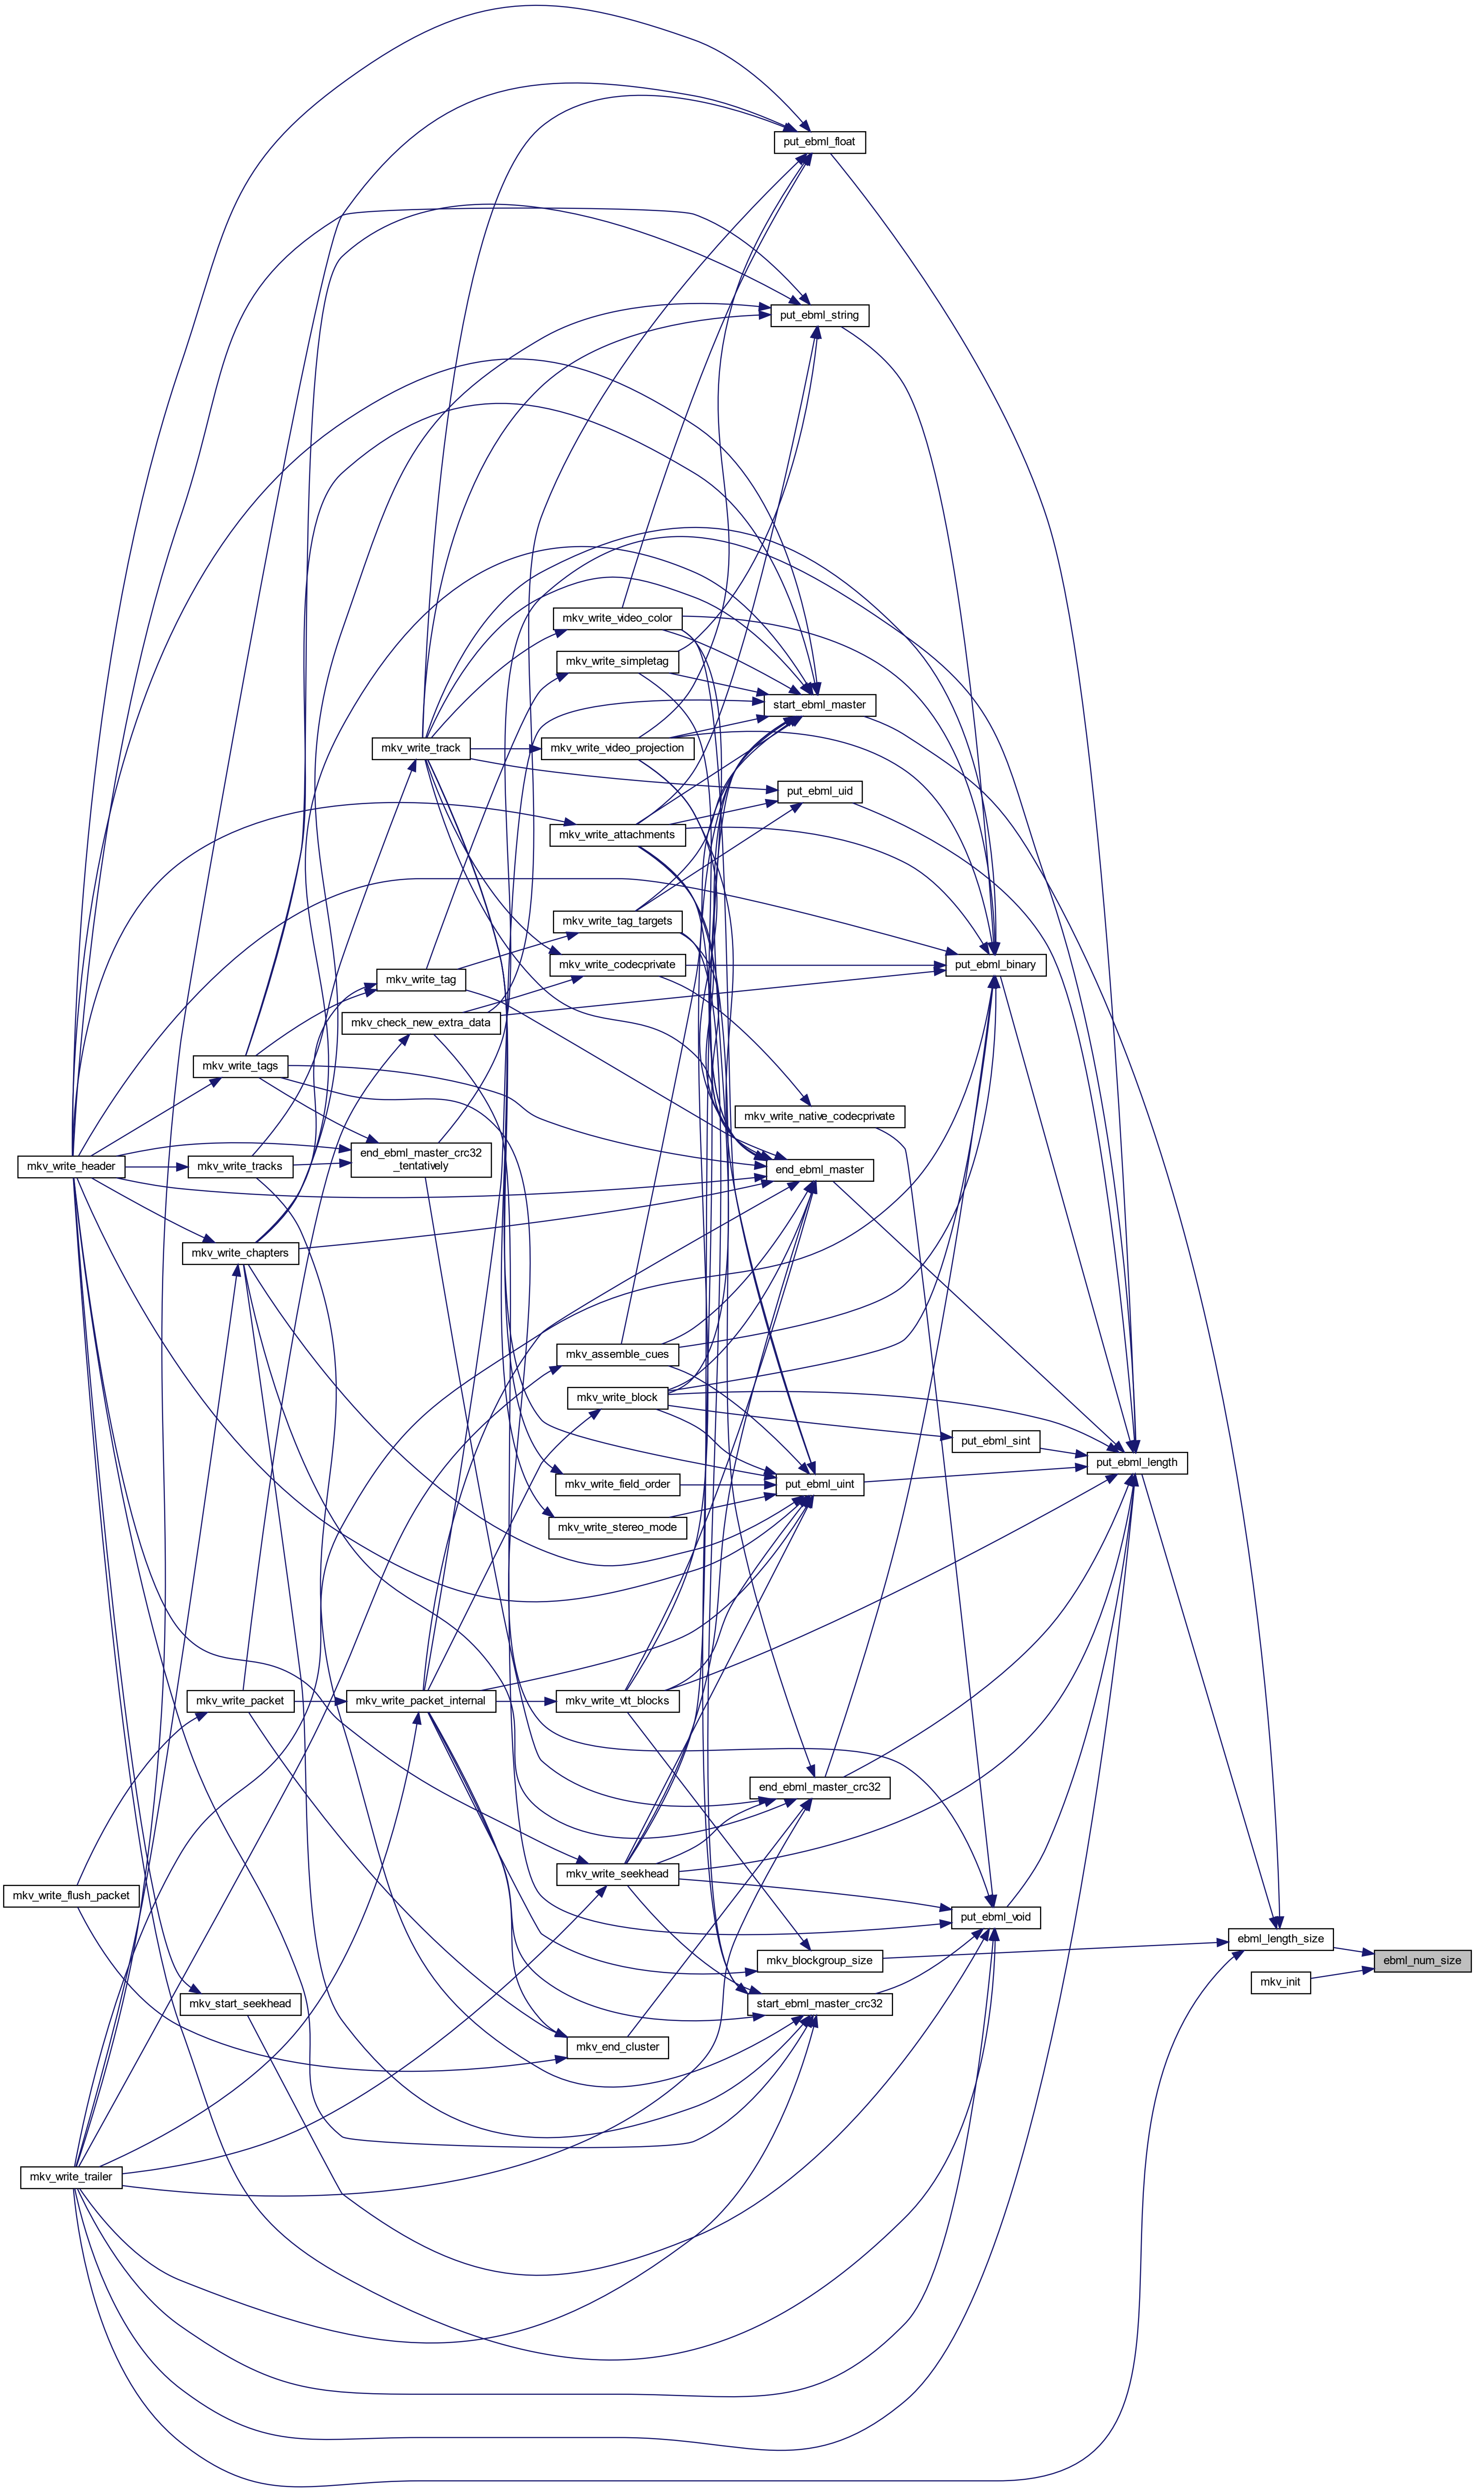 put_ebml_float
put_ebml_string
mkv_write_video_color
mkv_write_simpletag
start_ebml_master
mkv_write_track
mkv_write_video_projection
put_ebml_uid
mkv_write_attachments
mkv_write_tag_targets
mkv_write_codecprivate
put_ebml_binary
mkv_write_tag
mkv_check_new_extra_data
mkv_write_tags
mkv_write_native_codecprivate
end_ebml_master_crc32
_tentatively
mkv_write_header
mkv_write_tracks
end_ebml_master
mkv_write_chapters
mkv_assemble_cues
mkv_write_block
put_ebml_sint
put_ebml_length
mkv_write_field_order
put_ebml_uint
mkv_write_stereo_mode
mkv_write_packet
mkv_write_packet_internal
mkv_write_vtt_blocks
end_ebml_master_crc32
mkv_write_seekhead
mkv_write_flush_packet
put_ebml_void
ebml_length_size
mkv_blockgroup_size
ebml_num_size
mkv_init
mkv_start_seekhead
start_ebml_master_crc32
mkv_end_cluster
mkv_write_trailer